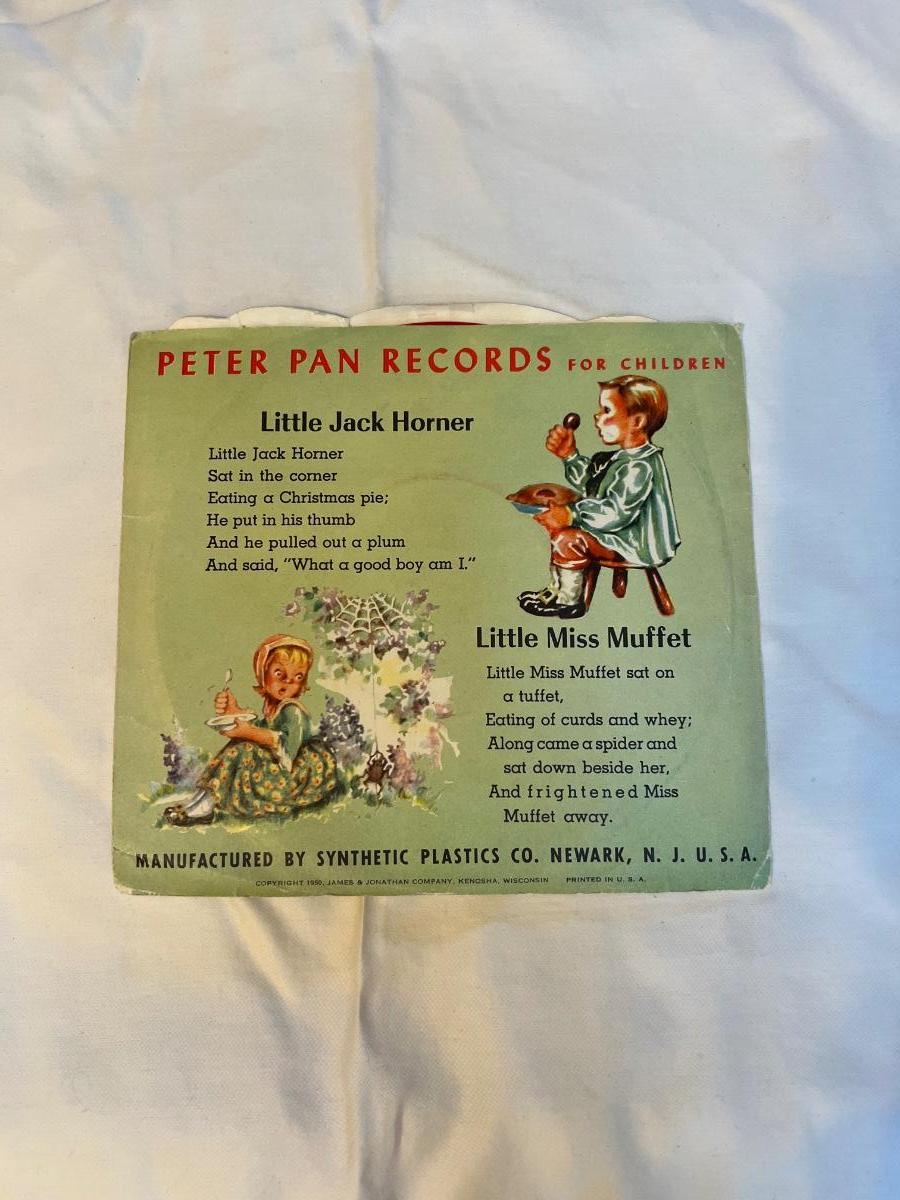 PETER PAN RECORDS FOR CHILDREN
Little Jack Horner
Little Jack Horner
Sat in the corner
Eating a Christmas pie;
He put in his thumb
And he pulled out a plum
And said, “What a good boy am I.”
Little Miss Muffet
Little Miss Muffet sat on
a tuffet,
Eating of curds and whey;
Along came a spider and
sat down beside her,
And frightened Miss
Muffet away.
MANUFACTURED BY SYNTHETIC PLASTICS CO. NEWARK, N. J. U. S. A.
COPYRIGHT 1950, JAMES & JONATHAN COMPANY, KENOSHA, WISCONSIN PRINTED IN U. S. A.